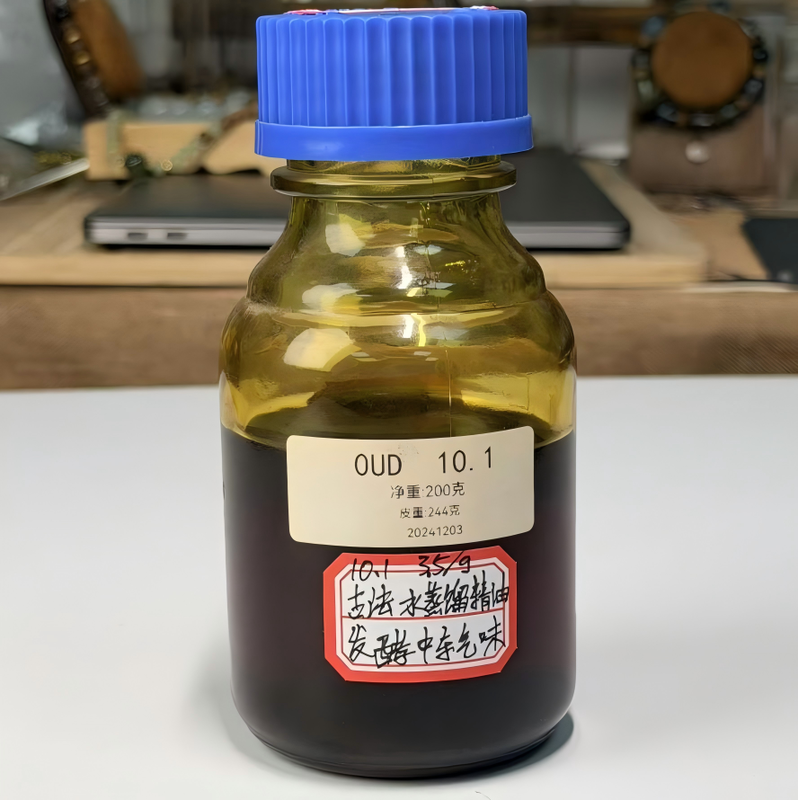 OUD 10.1
净重:200克
皮重:244克
20241203
10.1 35/g
古法水蒸馏精油
发酵中东气味